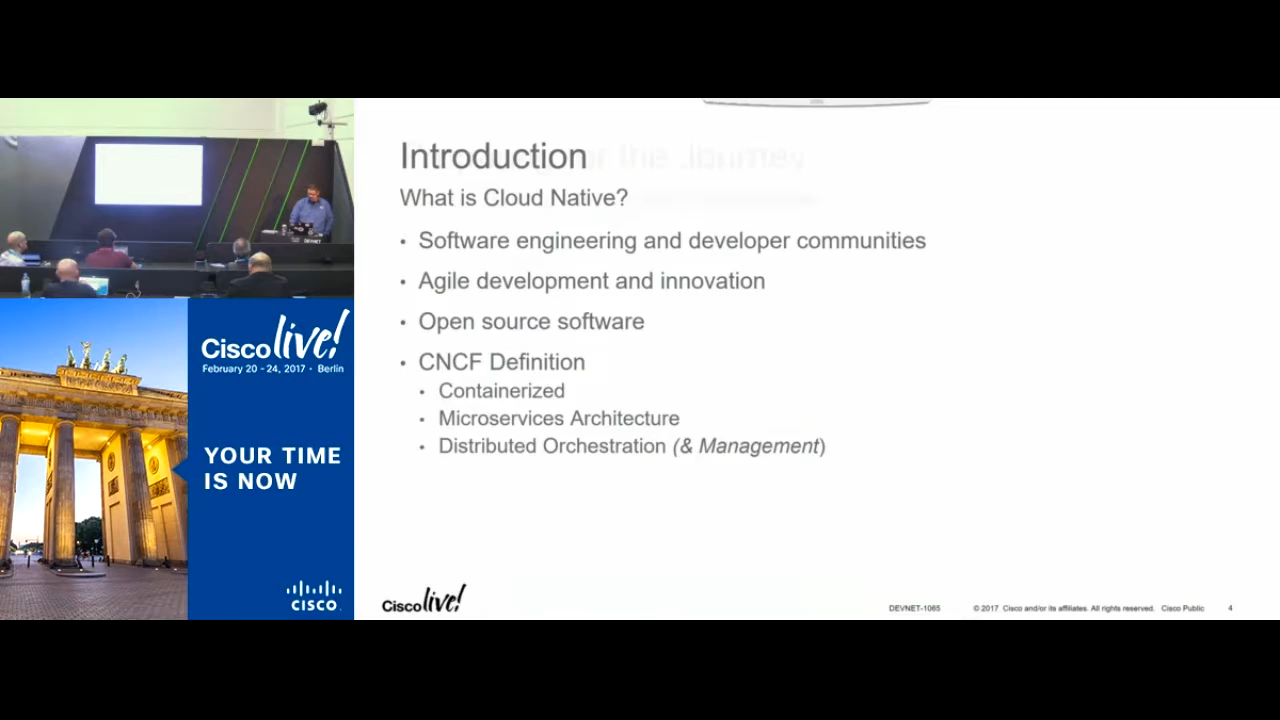 Introduction
What is Cloud Native?
• Software engineering and developer communities
• Agile development and innovation
• Open source software
• CNCF Definition
• Containerized
• Microservices Architecture
• Distributed Orchestration (& Management)
Cisco live!
DEVNET-1065 © 2017 Cisco and/or its affiliates. All rights reserved. Cisco Public 4
DEVNET
Cisco live!
February 20 - 24, 2017 • Berlin
YOUR TIME
IS NOW
CISCO